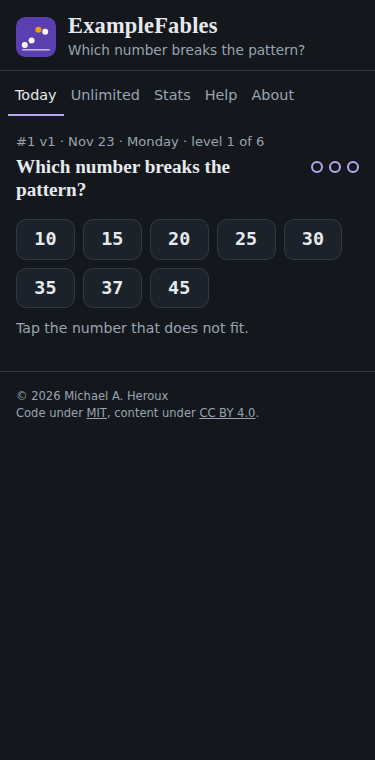 ExampleFables
Which number breaks the pattern?
Today Unlimited Stats Help About
#1 v1 · Nov 23 · Monday · level 1 of 6
Which number breaks the
pattern?
10 15 20 25 30
35 37 45
Tap the number that does not fit.
© 2026 Michael A. Heroux
Code under MIT, content under CC BY 4.0.